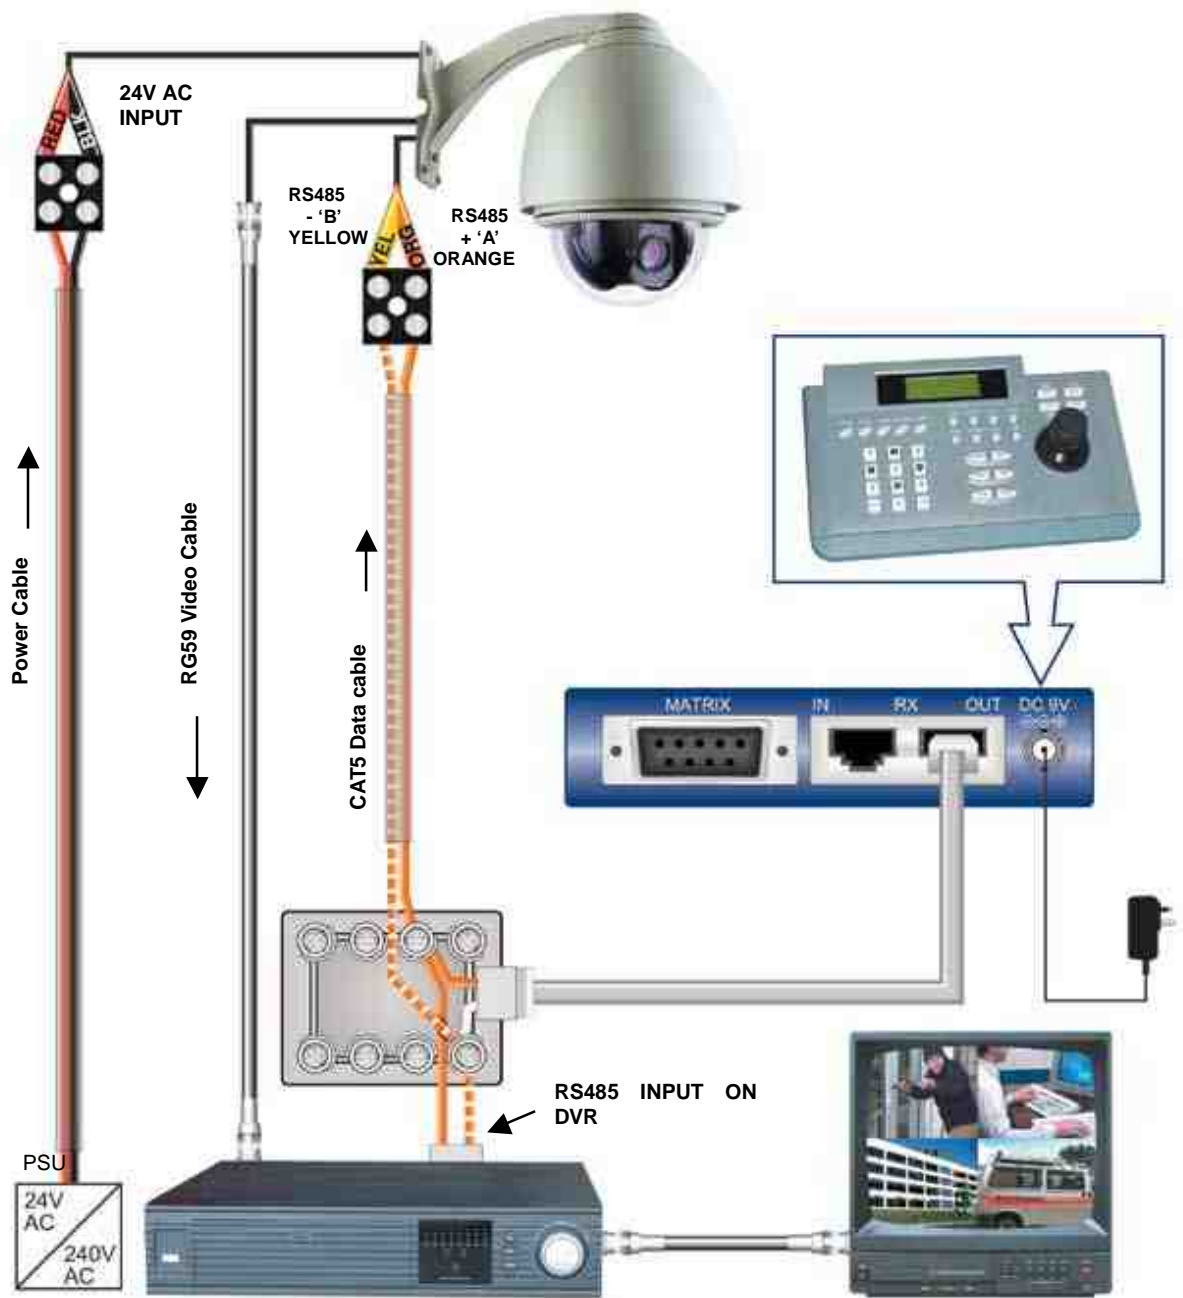 24V AC
INPUT
RED
BLK
RS485
- 'B'
YELLOW
RS485
+ 'A'
ORANGE
YEL
ORG
Power Cable
RG59 Video Cable
CAT5 Data cable
MATRIX
IN
RX
OUT
DC 9V
RS485 INPUT ON
DVR
PSU
24V
AC
240V
AC